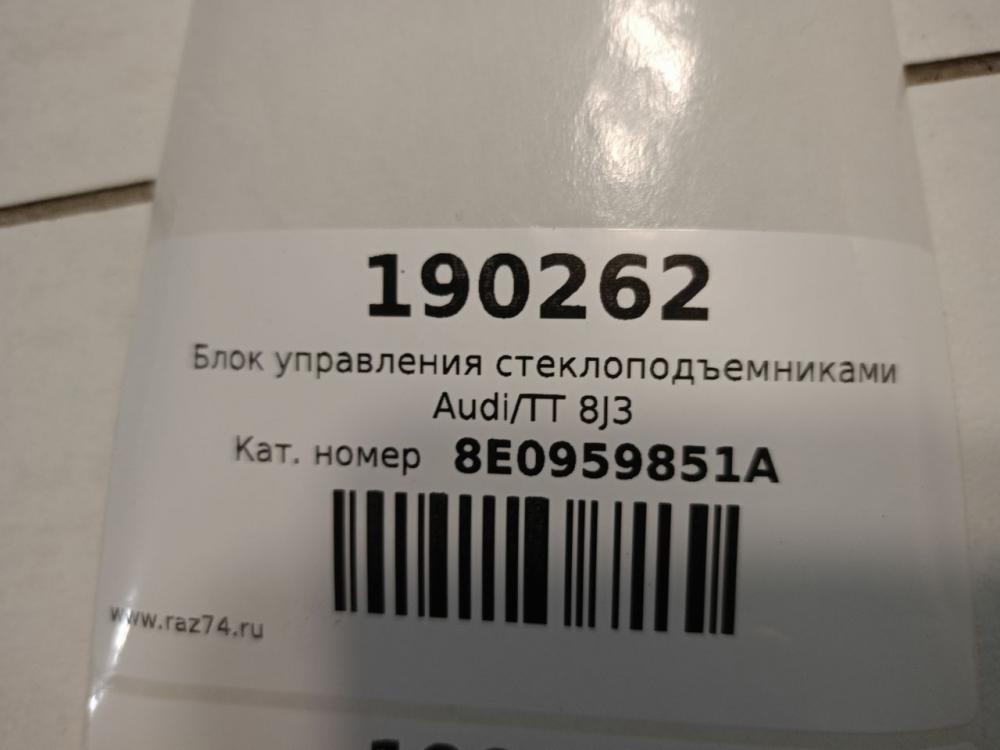 190262
Блок управления стеклоподъемниками
Audi/TT 8J3
Кат. номер 8E0959851A
www.raz74.ru